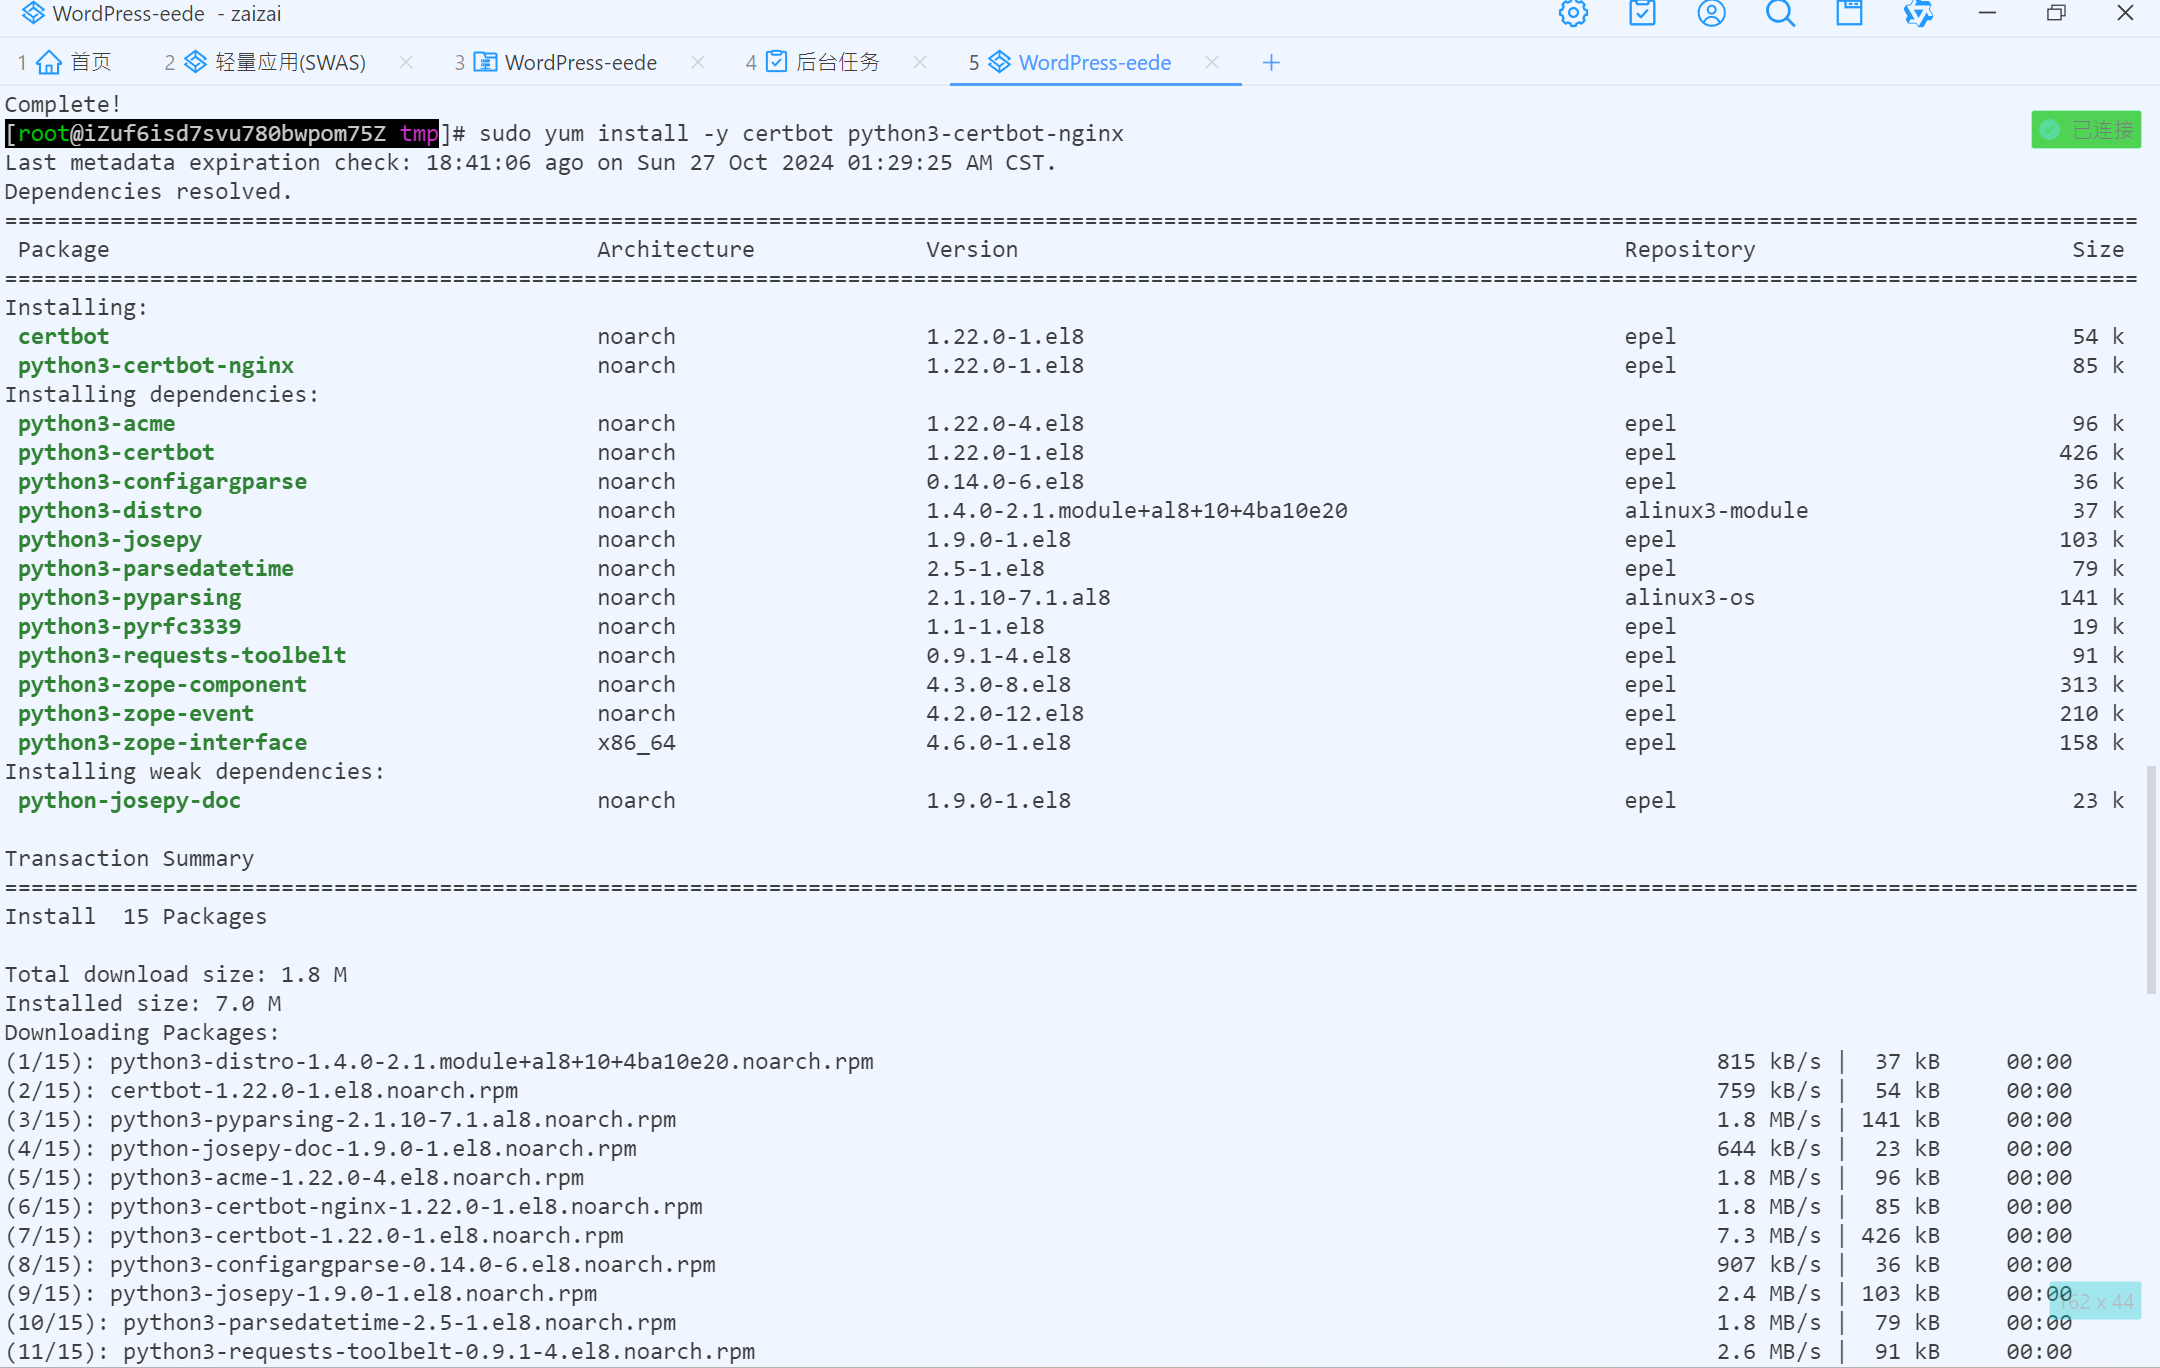 WordPress-eede - zaizai
1 首页 2 轻量应用(SWAS) 3 WordPress-eede 4 后台任务 5 WordPress-eede
Complete!
[root@iZuf6isd7svu780bwpom75Z tmp]# sudo yum install -y certbot python3-certbot-nginx
已连接
Last metadata expiration check: 18:41:06 ago on Sun 27 Oct 2024 01:29:25 AM CST.
Dependencies resolved.
Package Architecture Version Repository Size
Installing:
certbot noarch 1.22.0-1.el8 epel 54 k
python3-certbot-nginx noarch 1.22.0-1.el8 epel 85 k
Installing dependencies:
python3-acme noarch 1.22.0-4.el8 epel 96 k
python3-certbot noarch 1.22.0-1.el8 epel 426 k
python3-configargparse noarch 0.14.0-6.el8 epel 36 k
python3-distro noarch 1.4.0-2.1.module+al8+10+4ba10e20 alinux3-module 37 k
python3-josepy noarch 1.9.0-1.el8 epel 103 k
python3-parsedatetime noarch 2.5-1.el8 epel 79 k
python3-pyparsing noarch 2.1.10-7.1.al8 alinux3-os 141 k
python3-pyrfc3339 noarch 1.1-1.el8 epel 19 k
python3-requests-toolbelt noarch 0.9.1-4.el8 epel 91 k
python3-zope-component noarch 4.3.0-8.el8 epel 313 k
python3-zope-event noarch 4.2.0-12.el8 epel 210 k
python3-zope-interface x86_64 4.6.0-1.el8 epel 158 k
Installing weak dependencies:
python-josepy-doc noarch 1.9.0-1.el8 epel 23 k
Transaction Summary
Install 15 Packages
Total download size: 1.8 M
Installed size: 7.0 M
Downloading Packages:
(1/15): python3-distro-1.4.0-2.1.module+al8+10+4ba10e20.noarch.rpm 815 kB/s | 37 kB 00:00
(2/15): certbot-1.22.0-1.el8.noarch.rpm 759 kB/s | 54 kB 00:00
(3/15): python3-pyparsing-2.1.10-7.1.al8.noarch.rpm 1.8 MB/s | 141 kB 00:00
(4/15): python-josepy-doc-1.9.0-1.el8.noarch.rpm 644 kB/s | 23 kB 00:00
(5/15): python3-acme-1.22.0-4.el8.noarch.rpm 1.8 MB/s | 96 kB 00:00
(6/15): python3-certbot-nginx-1.22.0-1.el8.noarch.rpm 1.8 MB/s | 85 kB 00:00
(7/15): python3-certbot-1.22.0-1.el8.noarch.rpm 7.3 MB/s | 426 kB 00:00
(8/15): python3-configargparse-0.14.0-6.el8.noarch.rpm 907 kB/s | 36 kB 00:00
(9/15): python3-josepy-1.9.0-1.el8.noarch.rpm 2.4 MB/s | 103 kB 00:00
162 x 44
(10/15): python3-parsedatetime-2.5-1.el8.noarch.rpm 1.8 MB/s | 79 kB 00:00
(11/15): python3-requests-toolbelt-0.9.1-4.el8.noarch.rpm 2.6 MB/s | 91 kB 00:00